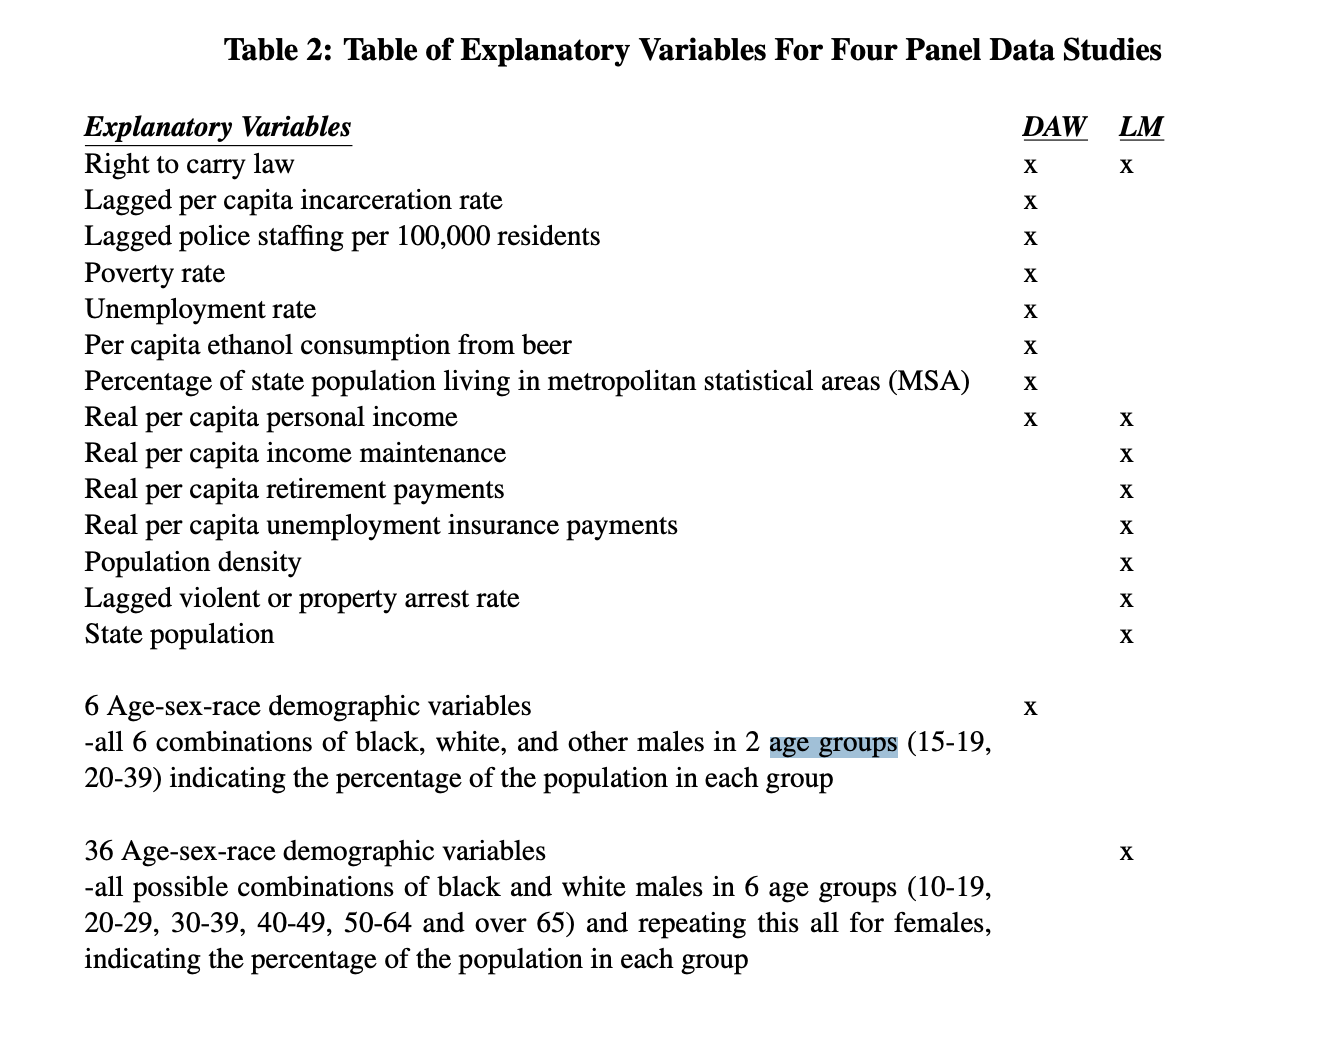 Table 2: Table of Explanatory Variables For Four Panel Data Studies
Explanatory Variables DAW LM
Right to carry law x x
Lagged per capita incarceration rate x
Lagged police staffing per 100,000 residents x
Poverty rate x
Unemployment rate x
Per capita ethanol consumption from beer x
Percentage of state population living in metropolitan statistical areas (MSA) x
Real per capita personal income x x
Real per capita income maintenance x
Real per capita retirement payments x
Real per capita unemployment insurance payments x
Population density x
Lagged violent or property arrest rate x
State population x
6 Age-sex-race demographic variables x
-all 6 combinations of black, white, and other males in 2 age groups (15-19,
20-39) indicating the percentage of the population in each group
36 Age-sex-race demographic variables x
-all possible combinations of black and white males in 6 age groups (10-19,
20-29, 30-39, 40-49, 50-64 and over 65) and repeating this all for females,
indicating the percentage of the population in each group